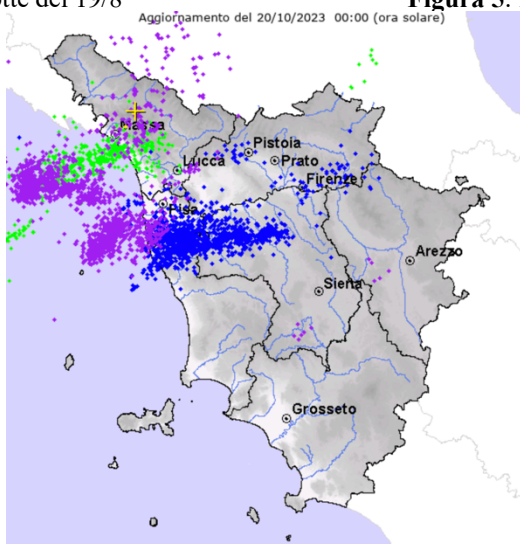 otte del 19/8 Figura 3.
Aggiornamento del 20/10/2023 00:00 (ora solare)
Massa
Pistoia
Lucca
Prato
Firenze
Pisa
Arezzo
Siena
Grosseto